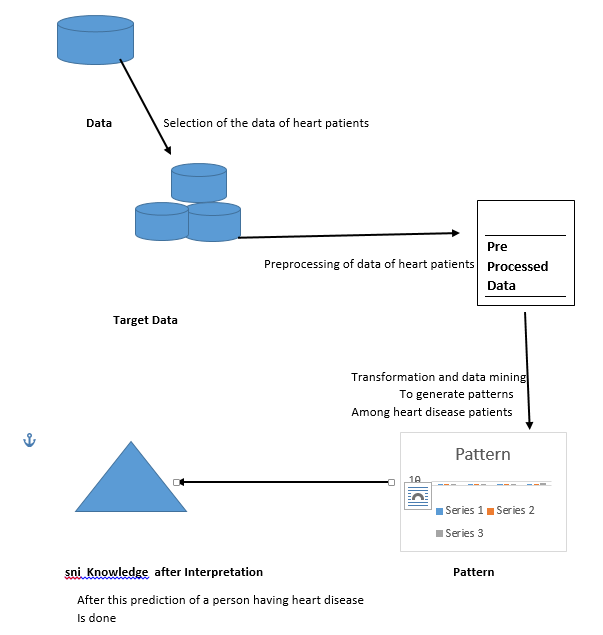 Data
Selection of the data of heart patients
Pre
Processed
Data
Preprocessing of data of heart patients
Target Data
Transformation and data mining
To generate patterns
Among heart disease patients
Pattern
10
Series 1 Series 2
Series 3
sni Knowledge after Interpretation
Pattern
After this prediction of a person having heart disease
Is done